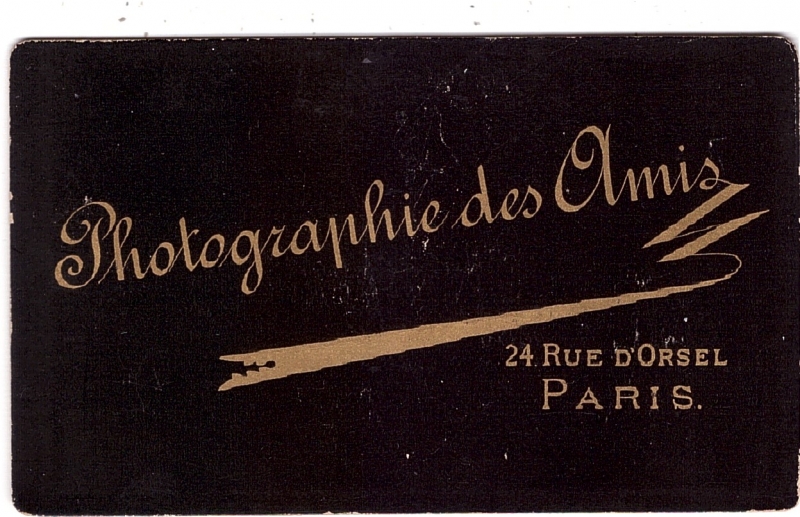 Photographie des Amis
24 RUE D'ORSEL
PARIS.